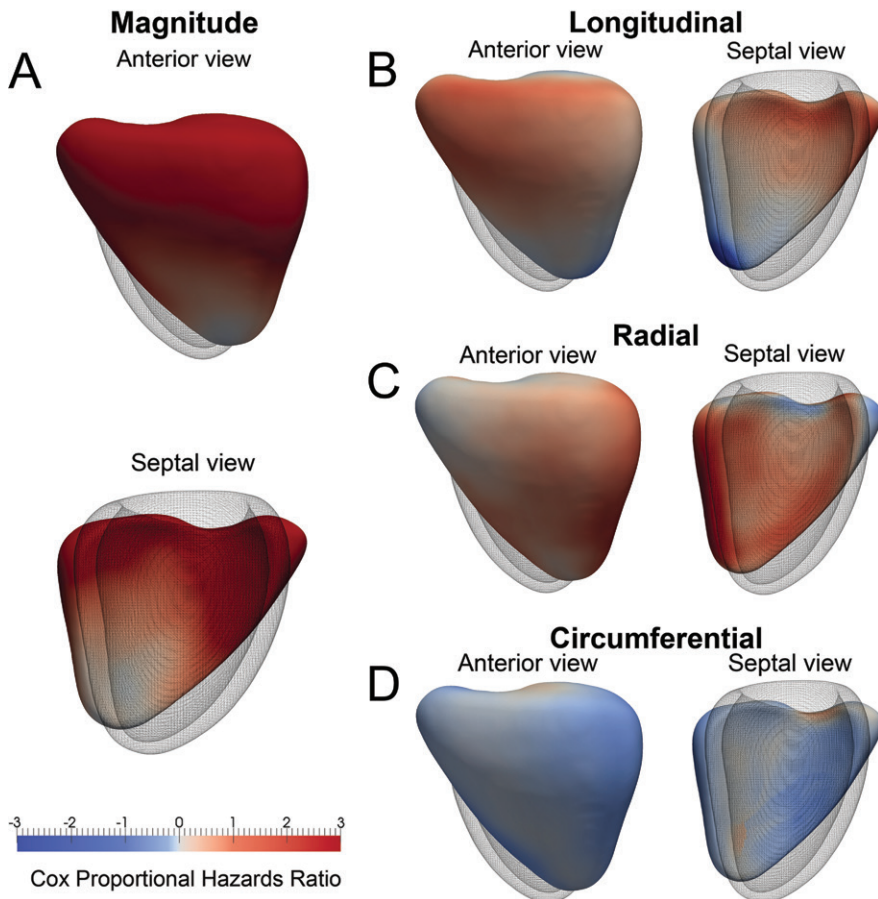 Magnitude
A
Anterior view
Septal view
-3 -2 -1 0 1 2 3
Cox Proportional Hazards Ratio
Longitudinal
B
Anterior view Septal view
Radial
C
Anterior view Septal view
Circumferential
D
Anterior view Septal view